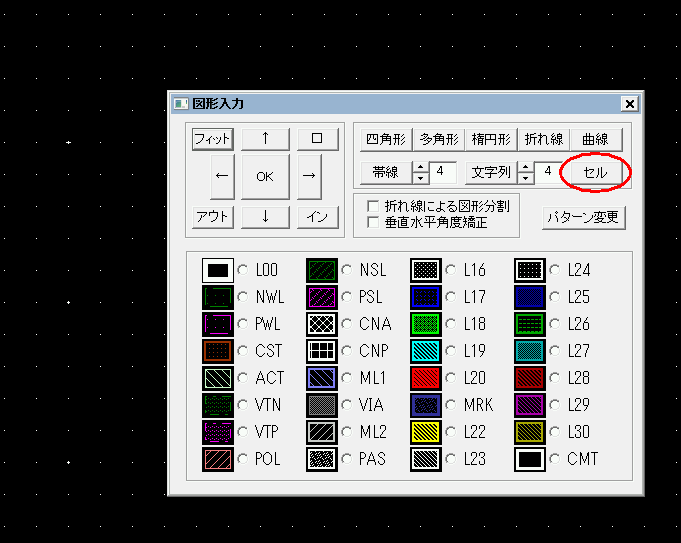 図形入力
フィット ↑ □
← OK →
アウト ↓ イン
四角形 多角形 楕円形 折れ線 曲線
帯線 4 文字列 4 セル
折れ線による図形分割
垂直水平角度矯正
パターン変更
L00 NSL L16 L24
NWL PSL L17 L25
PWL CNA L18 L26
CST CNP L19 L27
ACT ML1 L20 L28
VTN VIA MRK L29
VTP ML2 L22 L30
POL PAS L23 CMT